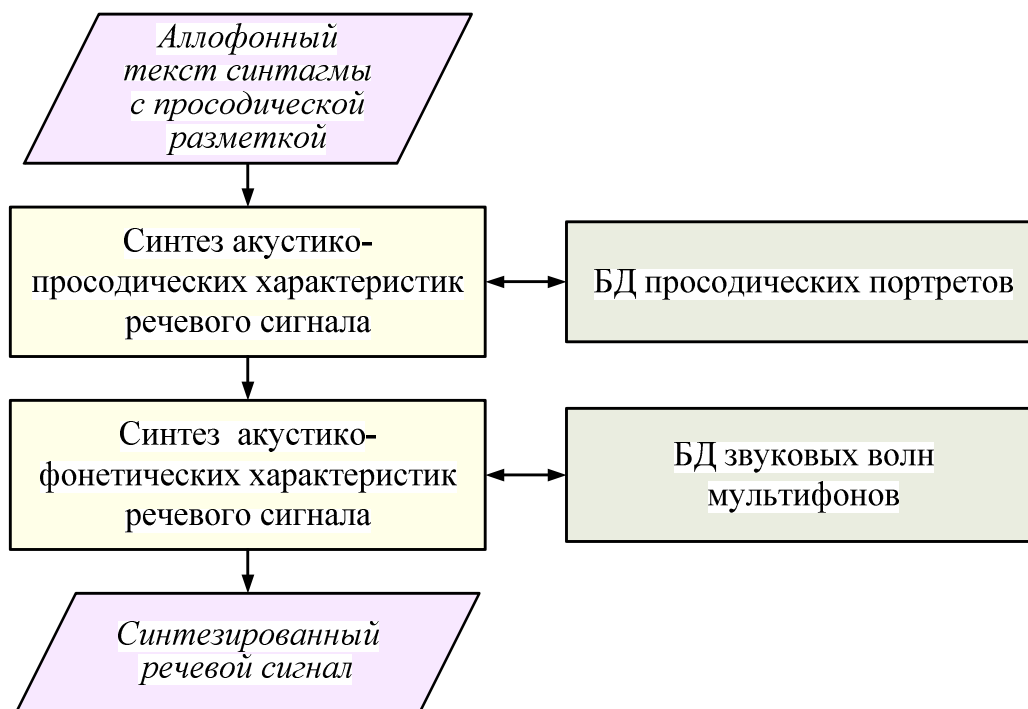 Аллофонный
текст синтагмы
с просодической
разметкой
Синтез акустико-
просодических характеристик
речевого сигнала
БД просодических портретов
Синтез акустико-
фонетических характеристик
речевого сигнала
БД звуковых волн
мультифонов
Синтезированный
речевой сигнал